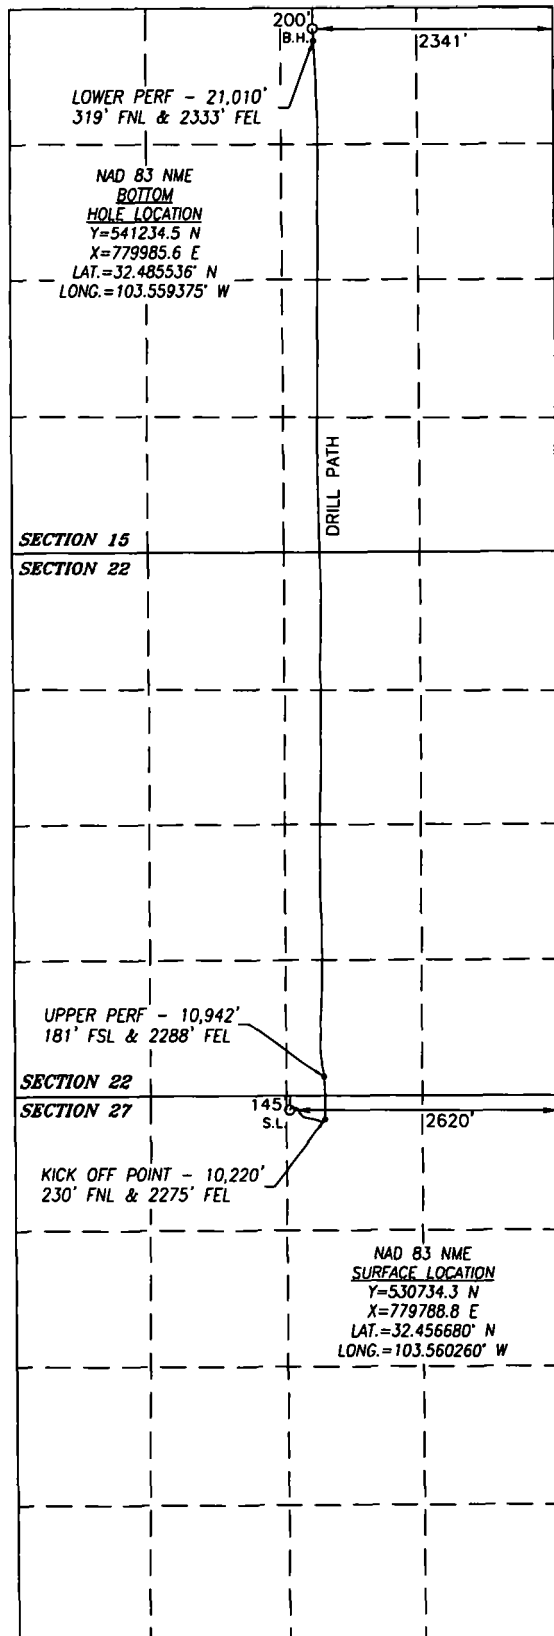 200'
B.H.
2341'
LOWER PERF - 21,010'
319' FNL & 2333' FEL
NAD 83 NME
BOTTOM
HOLE LOCATION
Y=541234.5 N
X=779985.6 E
LAT.=32.485536° N
LONG.=103.559375° W
DRILL PATH
SECTION 15
SECTION 22
UPPER PERF - 10,942'
181' FSL & 2288' FEL
SECTION 22
SECTION 27
145'
S.L.
2620'
KICK OFF POINT - 10,220'
230' FNL & 2275' FEL
NAD 83 NME
SURFACE LOCATION
Y=530734.3 N
X=779788.8 E
LAT.=32.456680° N
LONG.=103.560260° W